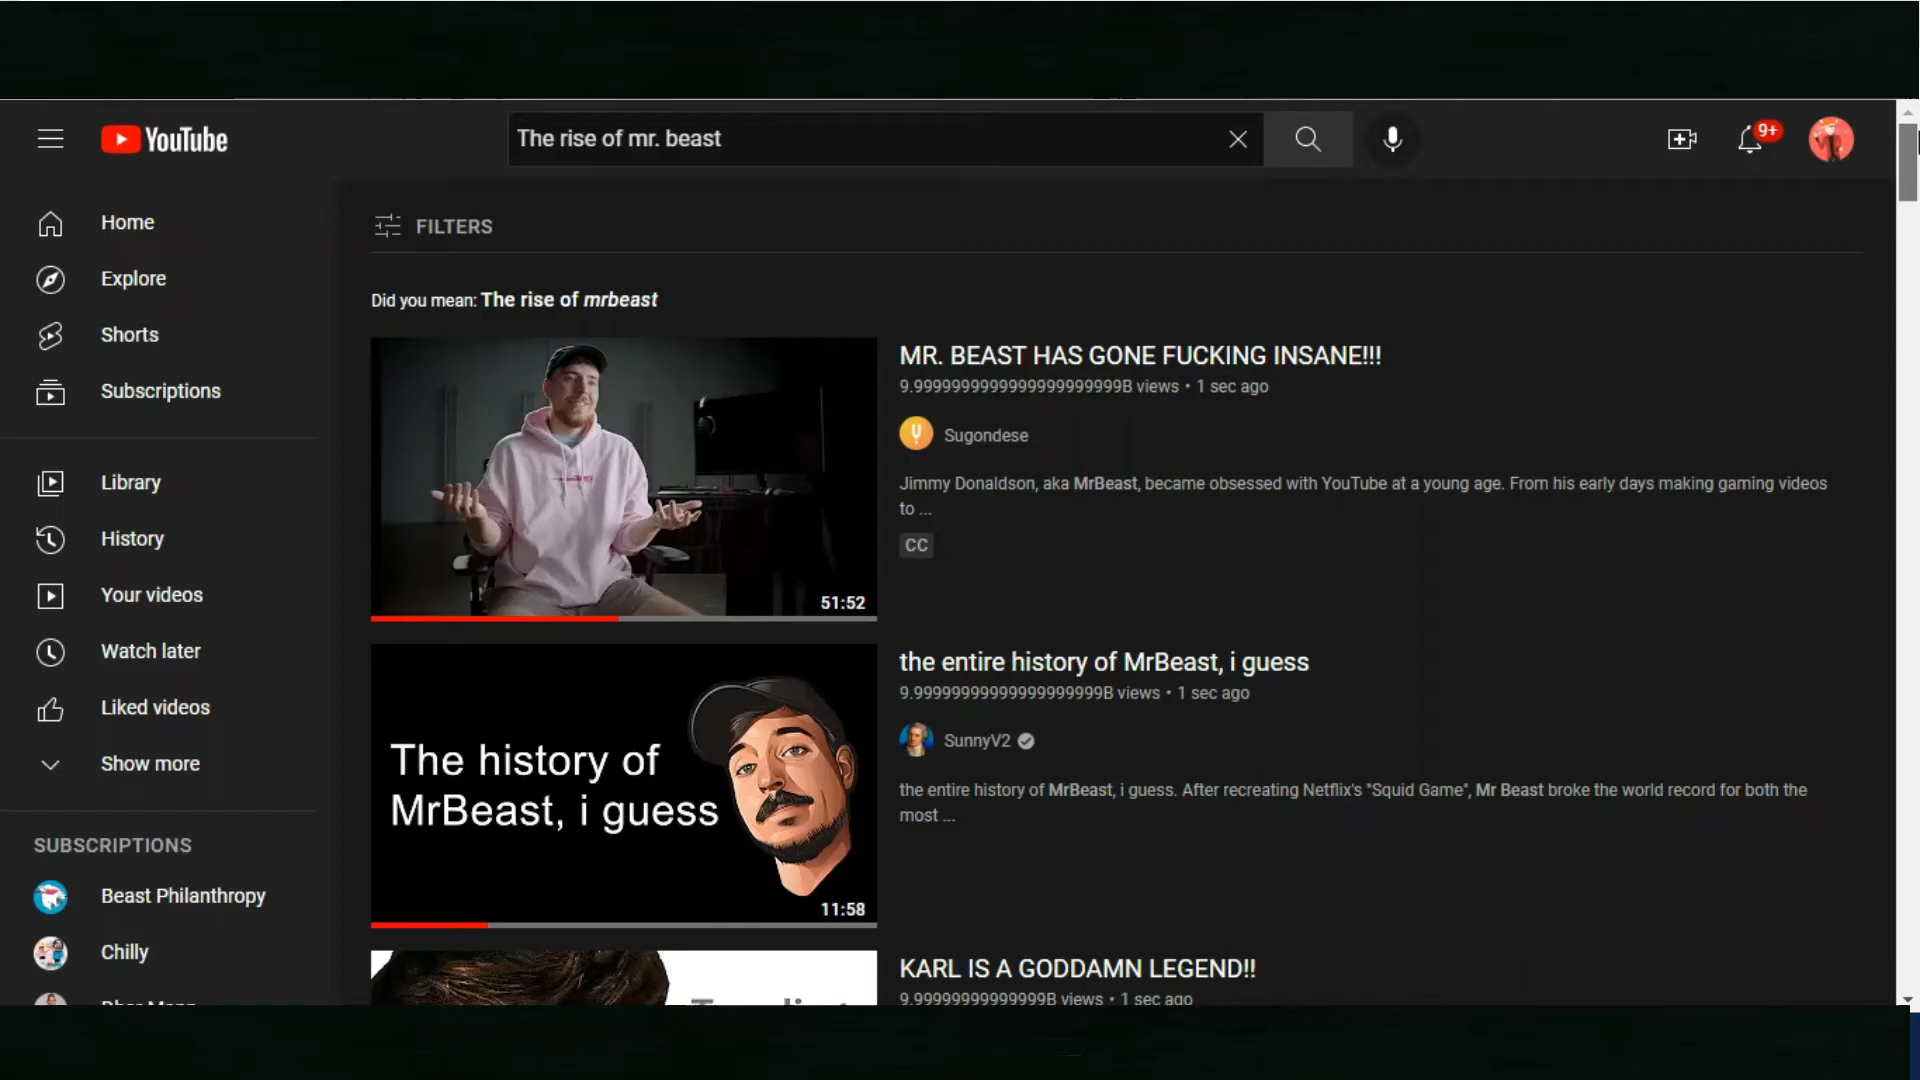 YouTube
The rise of mr. beast
9+
Home
Explore
Shorts
Subscriptions
Library
History
Your videos
Watch later
Liked videos
Show more
SUBSCRIPTIONS
Beast Philanthropy
Chilly
FILTERS
Did you mean: The rise of mrbeast
51:52
MR. BEAST HAS GONE FUCKING INSANE!!!
9.9999999999999999999999B views • 1 sec ago
Sugondese
Jimmy Donaldson, aka MrBeast, became obsessed with YouTube at a young age. From his early days making gaming videos
to ...
CC
The history of
MrBeast, i guess
11:58
the entire history of MrBeast, i guess
9.99999999999999999999B views • 1 sec ago
SunnyV2
the entire history of MrBeast, i guess. After recreating Netflix's "Squid Game", Mr Beast broke the world record for both the
most ...
KARL IS A GODDAMN LEGEND!!
9.99999999999999B views • 1 sec ago